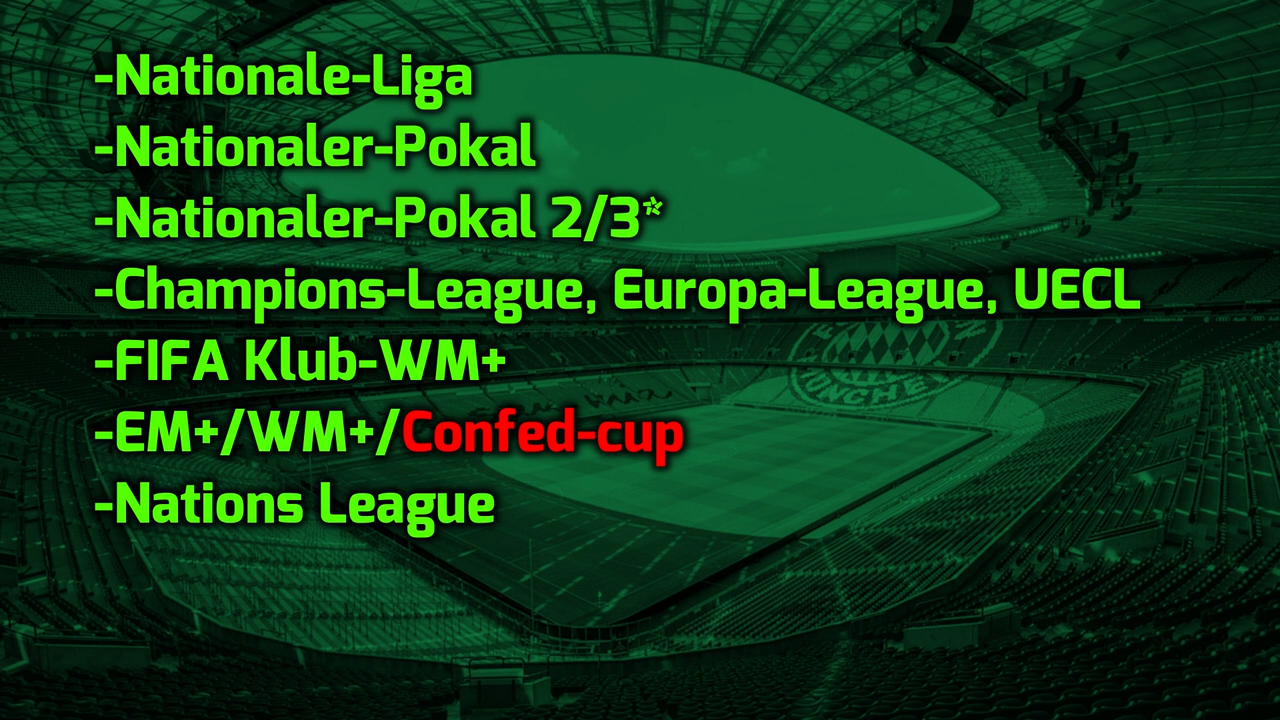 -Nationale-Liga
-Nationaler-Pokal
-Nationaler-Pokal 2/3*
-Champions-League, Europa-League, UECL
-FIFA Klub-WM+
-EM+/WM+/Confed-cup
-Nations League